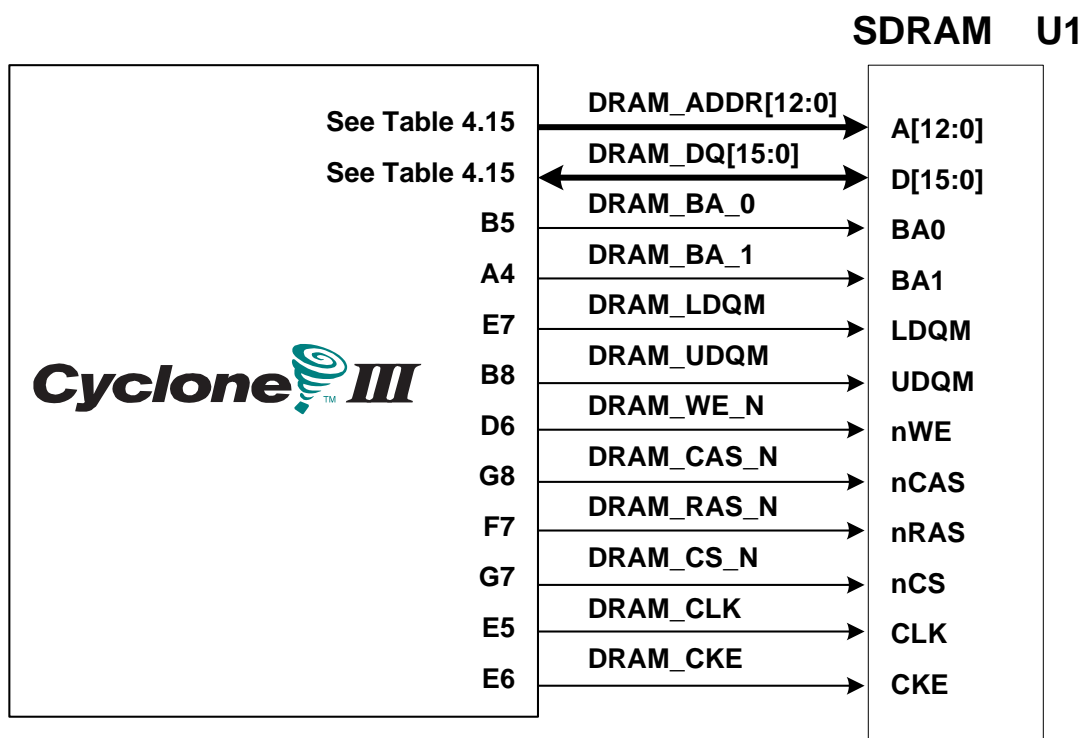 SDRAM U1
See Table 4.15 DRAM_ADDR[12:0] A[12:0]
See Table 4.15 DRAM_DQ[15:0] D[15:0]
B5 DRAM_BA_0 BA0
A4 DRAM_BA_1 BA1
E7 DRAM_LDQM LDQM
B8 DRAM_UDQM UDQM
Cyclone III TM
D6 DRAM_WE_N nWE
G8 DRAM_CAS_N nCAS
F7 DRAM_RAS_N nRAS
G7 DRAM_CS_N nCS
E5 DRAM_CLK CLK
E6 DRAM_CKE CKE